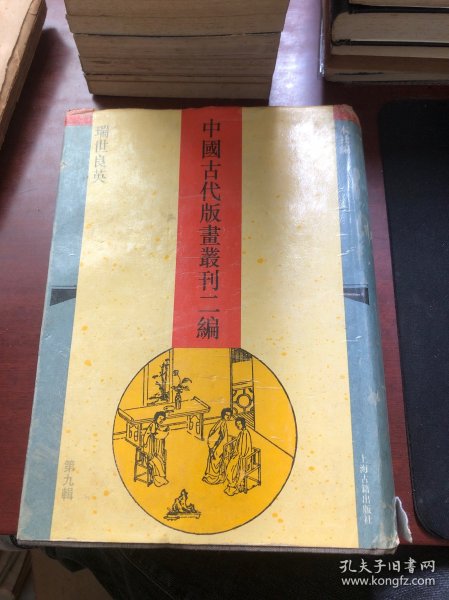 中國古代版畫叢刊二編
瑞世良英
第九輯
上海古籍出版社
孔夫子旧书网
www.kongfz.com